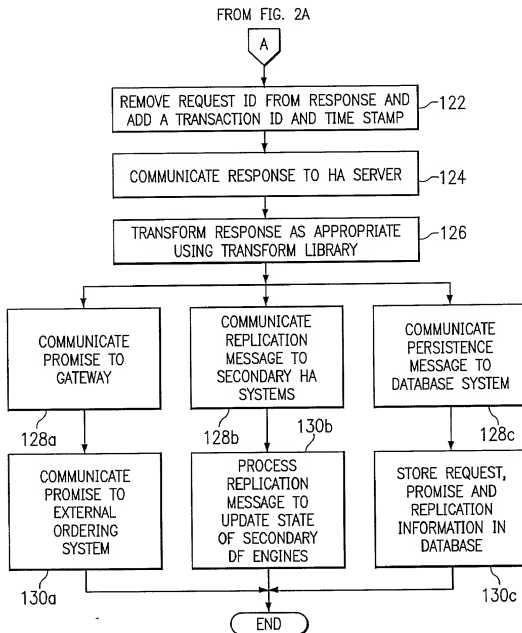 FROM FIG. 2A
A
REMOVE REQUEST ID FROM RESPONSE AND
ADD A TRANSACTION ID AND TIME STAMP
122
COMMUNICATE RESPONSE TO HA SERVER
124
TRANSFORM RESPONSE AS APPROPRIATE
USING TRANSFORM LIBRARY
126
COMMUNICATE
PROMISE TO
GATEWAY
128a
COMMUNICATE
REPLICATION
MESSAGE TO
SECONDARY HA
SYSTEMS
128b
COMMUNICATE
PERSISTENCE
MESSAGE TO
DATABASE SYSTEM
128c
COMMUNICATE
PROMISE TO
EXTERNAL
ORDERING
SYSTEM
130a
130b
PROCESS
REPLICATION
MESSAGE TO
UPDATE STATE
OF SECONDARY
DF ENGINES
STORE REQUEST,
PROMISE AND
REPLICATION
INFORMATION IN
DATABASE
130c
END